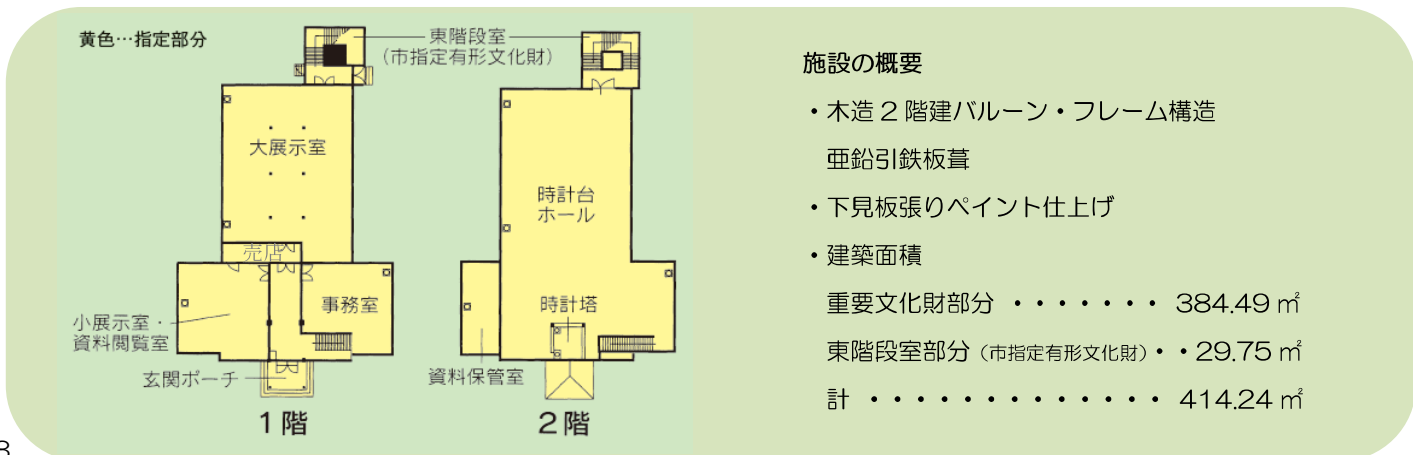 黄色…指定部分
東階段室
（市指定有形文化財）
大展示室
売店
事務室
小展示室・
資料閲覧室
玄関ポーチ
1階
時計台
ホール
時計塔
資料保管室
2階
施設の概要
・木造２階建バルーン・フレーム構造
亜鉛引鉄板葺
・下見板張りペイント仕上げ
・建築面積
重要文化財部分 ・・・・・・・ 384.49 ㎡
東階段室部分（市指定有形文化財）・・29.75 ㎡
計 ・・・・・・・・・・・・・ 414.24 ㎡